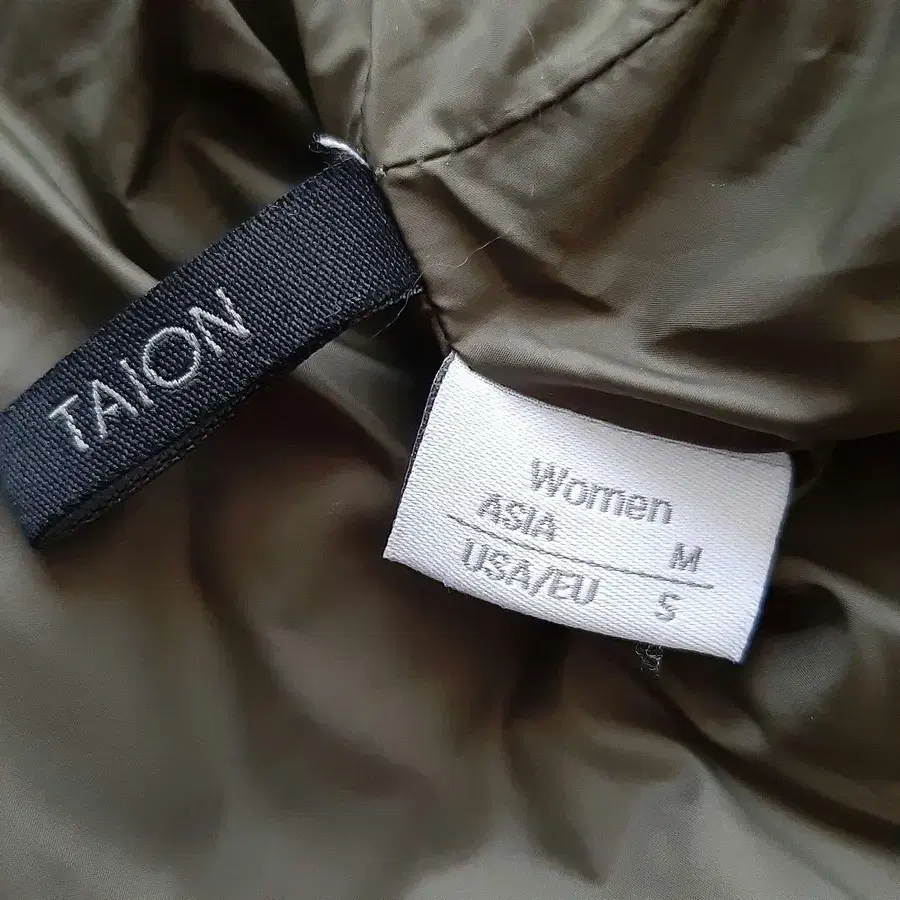 TAION
Women
ASIA M
USA/EU S